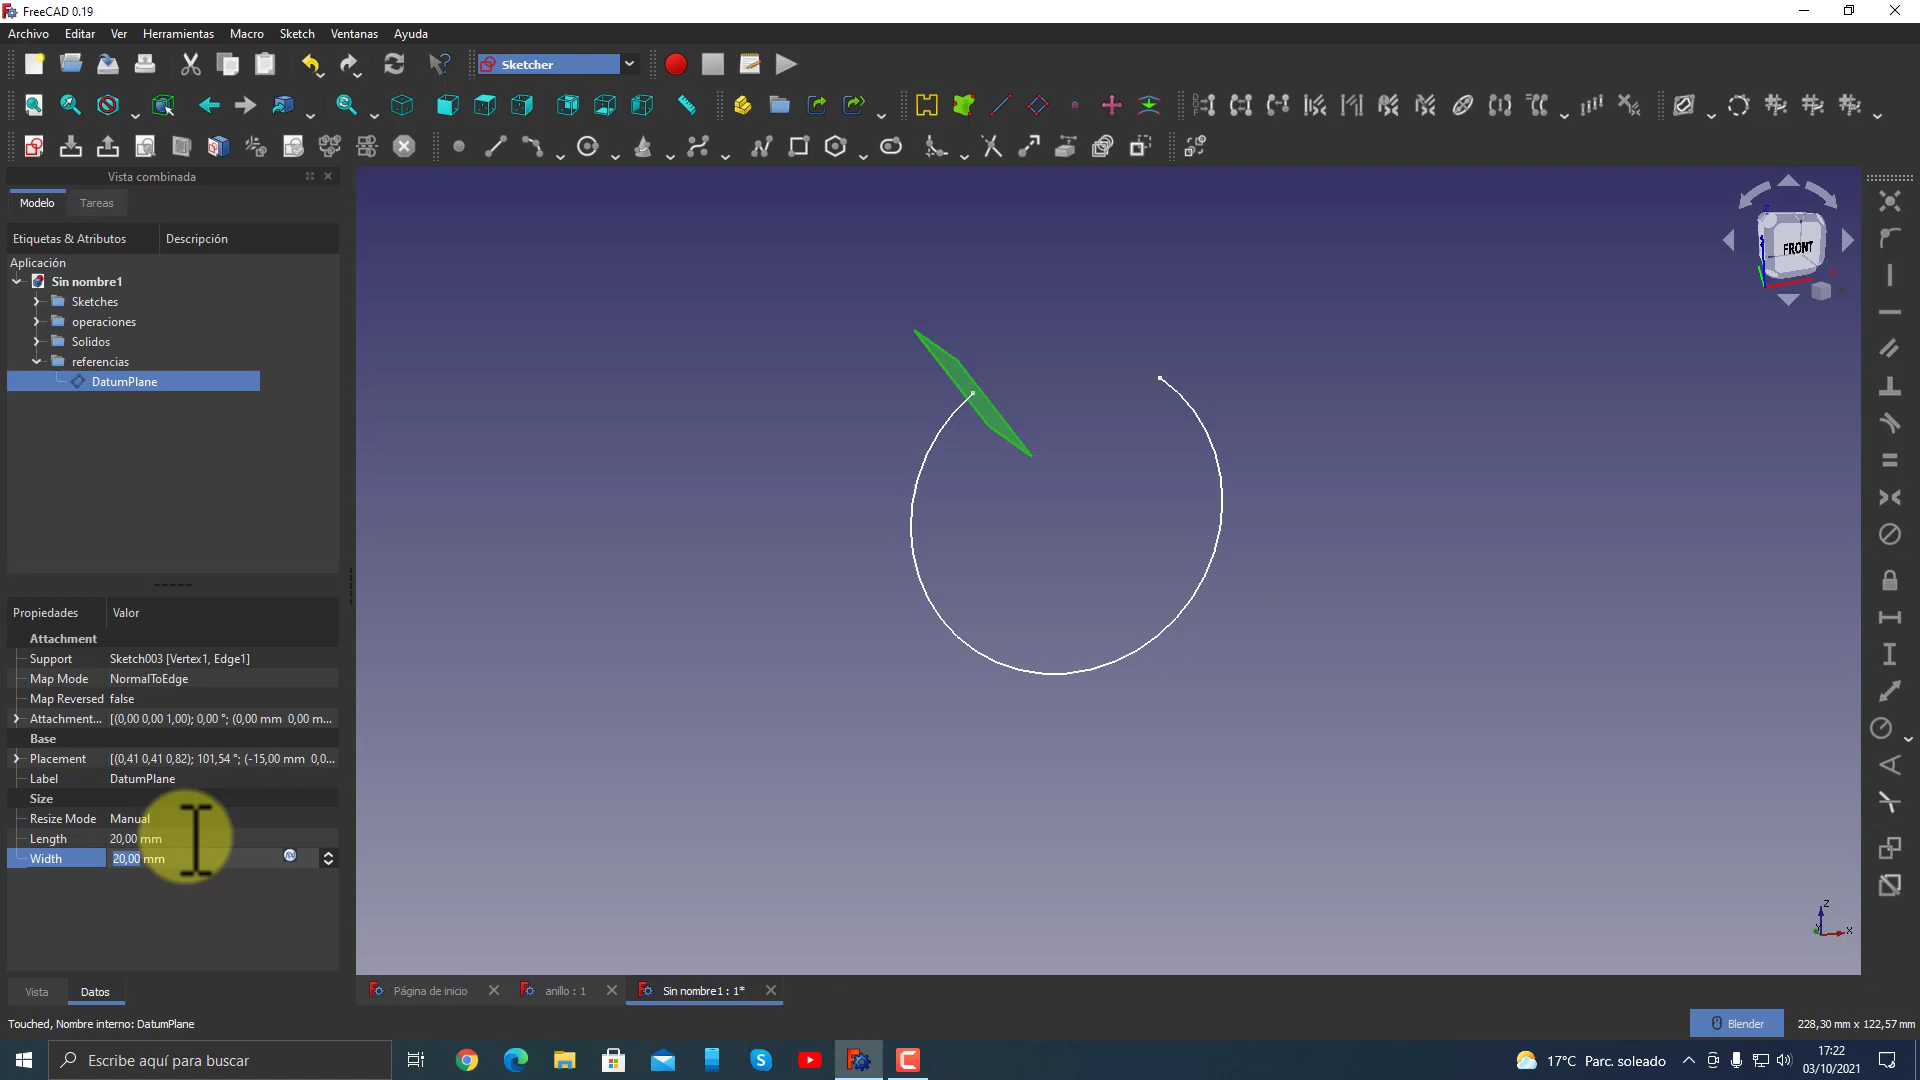 FreeCAD 0.19
Archivo Editar Ver Herramientas Macro Sketch Ventanas Ayuda
Sketcher
Vista combinada
Modelo Tareas
Etiquetas & Atributos Descripción
Aplicación
Sin nombre1
Sketches
operaciones
Solidos
referencias
DatumPlane
FRONT
Propiedades Valor
Attachment
Support Sketch003 [Vertex1, Edge1]
Map Mode NormalToEdge
Map Reversed false
Attachment... [(0,00 0,00 1,00); 0,00 °; (0,00 mm 0,00 m...
Base
Placement [(0,41 0,41 0,82); 101,54 °; (-15,00 mm 0,0...
Label DatumPlane
Size
Resize Mode Manual
Length 20,00 mm
Width 20,00 mm
Z
X
Vista Datos
Página de inicio anillo : 1 Sin nombre1 : 1*
Touched, Nombre interno: DatumPlane
Blender 228,30 mm x 122,57 mm
Escribe aquí para buscar
17°C Parc. soleado
17:22
03/10/2021